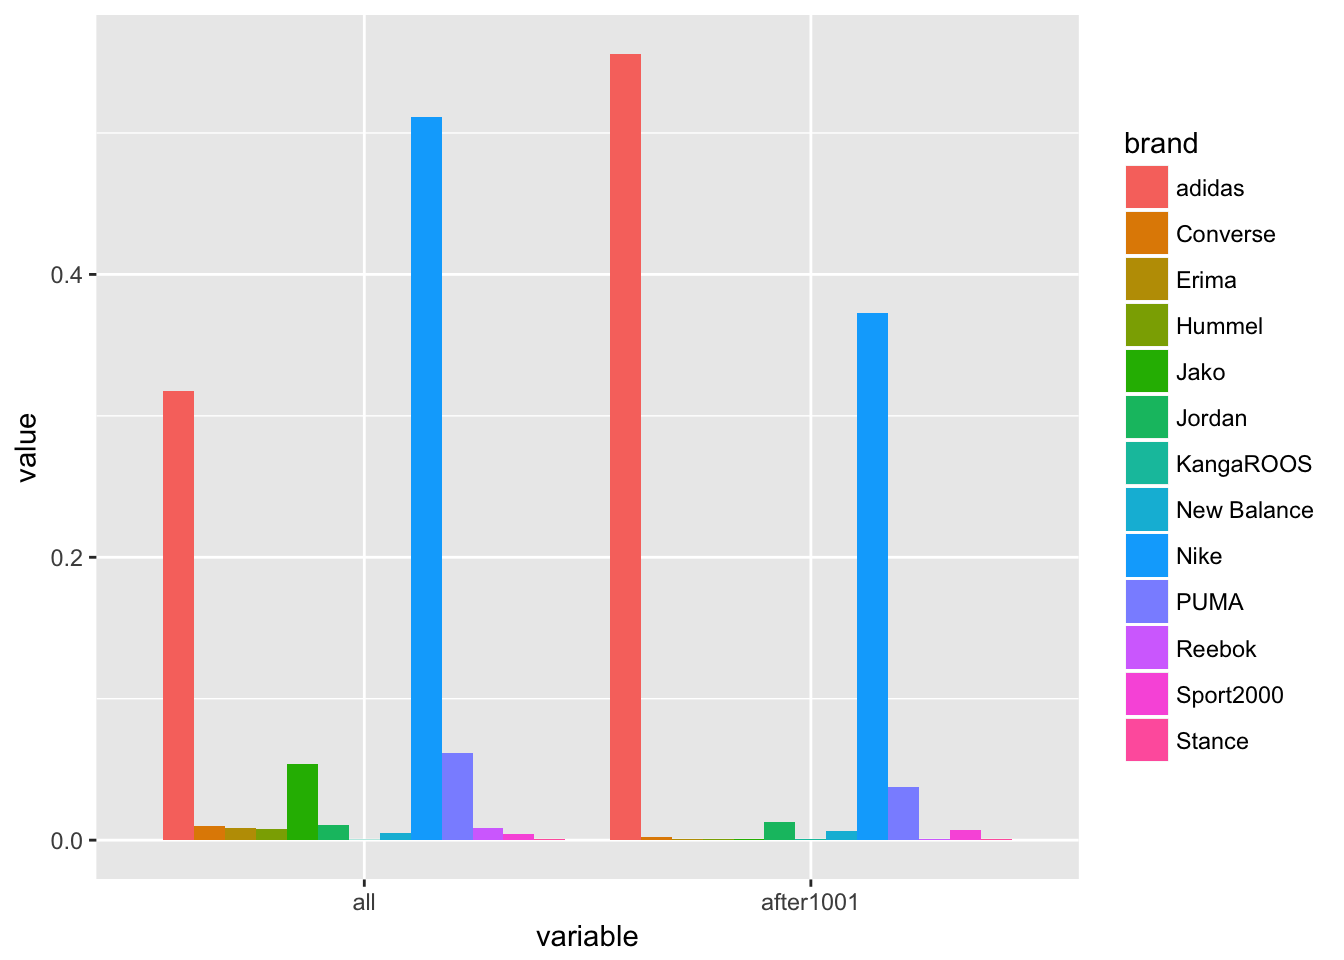 value
0.4
0.2
0.0
all
after1001
variable
brand
adidas
Converse
Erima
Hummel
Jako
Jordan
KangaROOS
New Balance
Nike
PUMA
Reebok
Sport2000
Stance